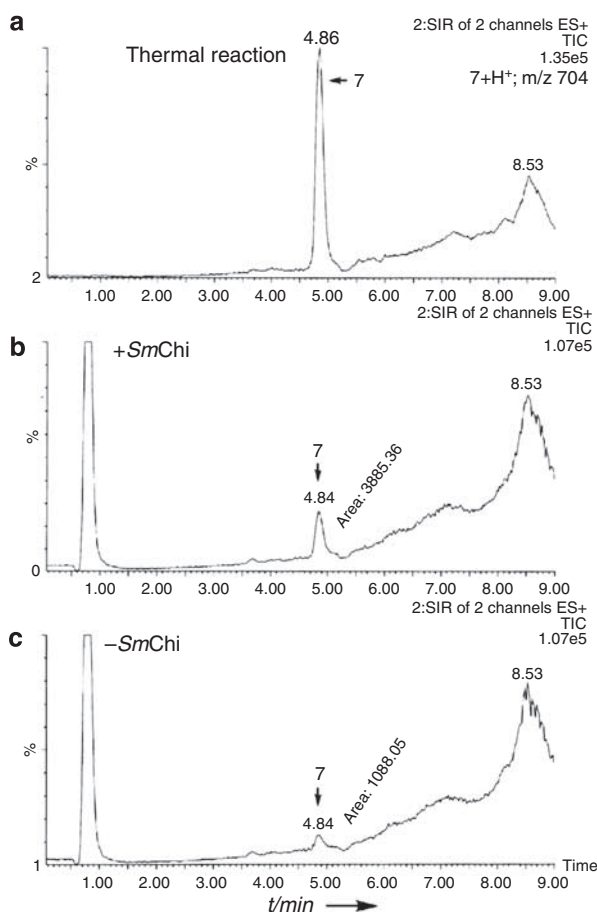 a
Thermal reaction
4.86
7
2:SIR of 2 channels ES+
TIC
1.35e5
7+H⁺; m/z 704
8.53
%
2
1.00 2.00 3.00 4.00 5.00 6.00 7.00 8.00 9.00
2:SIR of 2 channels ES+
TIC
1.07e5
b
+SmChi
8.53
%
7
4.84
Area: 3885.36
0
1.00 2.00 3.00 4.00 5.00 6.00 7.00 8.00 9.00
2:SIR of 2 channels ES+
TIC
1.07e5
c
–SmChi
8.53
%
7
4.84
Area: 1088.05
1
Time
1.00 2.00 3.00 4.00 5.00 6.00 7.00 8.00 9.00
t/min